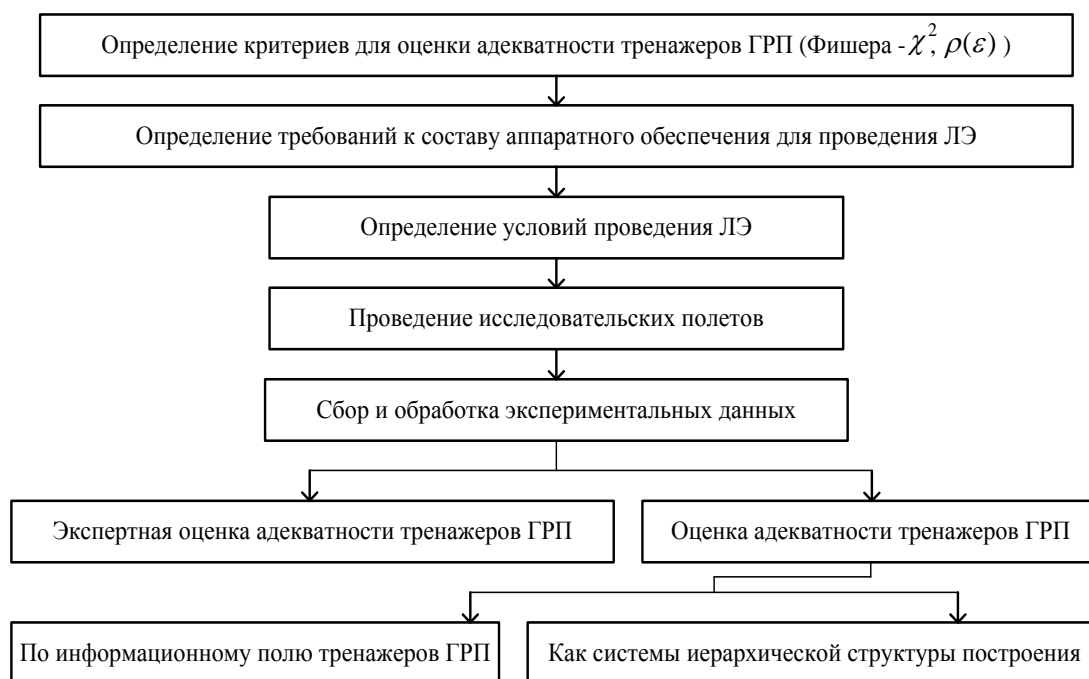 Определение критериев для оценки адекватности тренажеров ГРП (Фишера - χ², ρ(ε) )
Определение требований к составу аппаратного обеспечения для проведения ЛЭ
Определение условий проведения ЛЭ
Проведение исследовательских полетов
Сбор и обработка экспериментальных данных
Экспертная оценка адекватности тренажеров ГРП
Оценка адекватности тренажеров ГРП
По информационному полю тренажеров ГРП
Как системы иерархической структуры построения